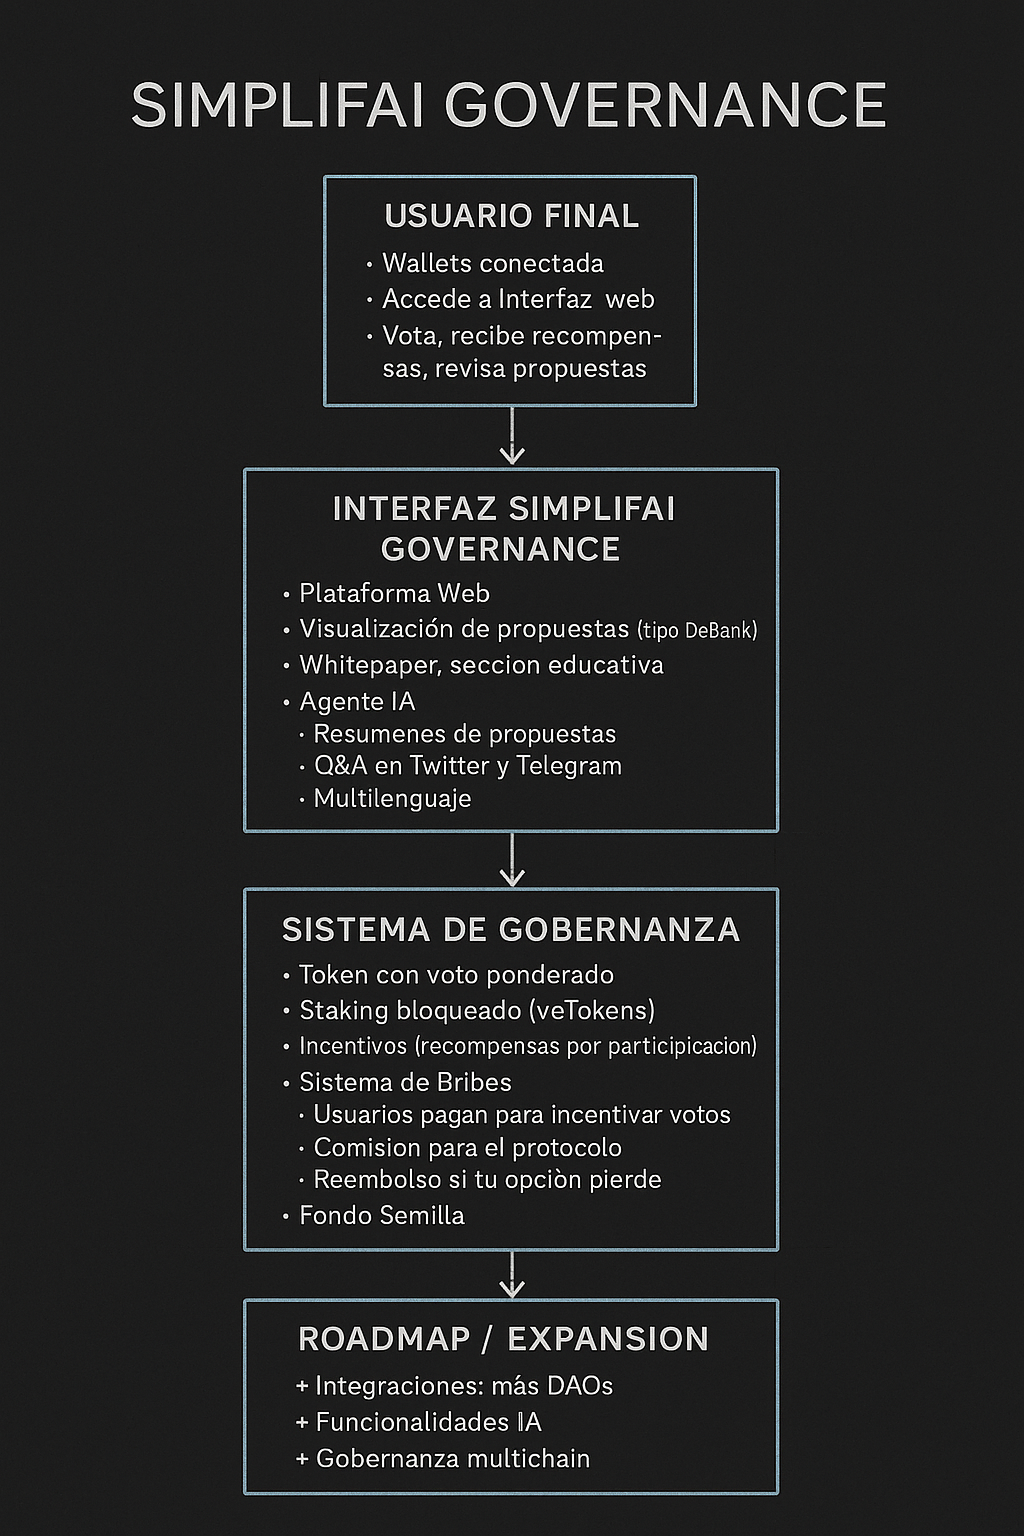 SIMPLIFAI GOVERNANCE
USUARIO FINAL
• Wallets conectada
• Accede a Interfaz web
• Vota, recibe recompen-
sas, revisa propuestas
INTERFAZ SIMPLIFAI
GOVERNANCE
• Plataforma Web
• Visualización de propuestas (tipo DeBank)
• Whitepaper, seccion educativa
• Agente IA
• Resumenes de propuestas
• Q&A en Twitter y Telegram
• Multilenguaje
SISTEMA DE GOBERNANZA
• Token con voto ponderado
• Staking bloqueado (veTokens)
• Incentivos (recompensas por participicacion)
• Sistema de Bribes
• Usuarios pagan para incentivar votos
• Comision para el protocolo
• Reembolso si tu opciòn pierde
• Fondo Semilla
ROADMAP / EXPANSION
+ Integraciones: más DAOs
+ Funcionalidades IA
+ Gobernanza multichain